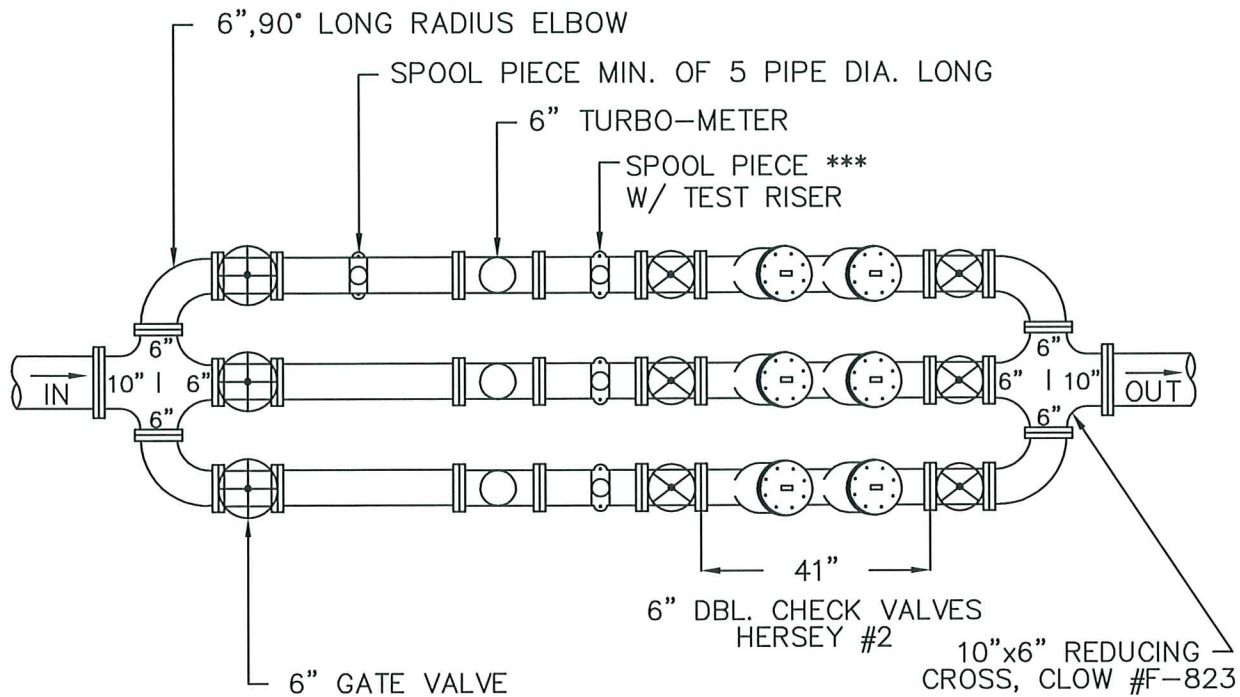 6",90° LONG RADIUS ELBOW
SPOOL PIECE MIN. OF 5 PIPE DIA. LONG
6" TURBO-METER
SPOOL PIECE ***
W/ TEST RISER
6"
6"
10"
6"
6"
10"
IN
OUT
6"
6"
41"
6" DBL. CHECK VALVES
HERSEY #2
10"x6" REDUCING
CROSS, CLOW #F-823
6" GATE VALVE